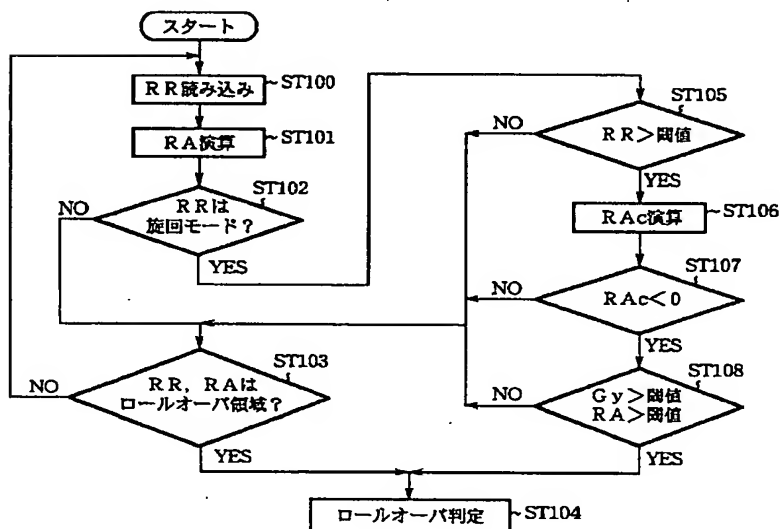 スタート
RR読み込み
ST100
RA演算
ST101
RRは
旋回モード？
ST102
NO
YES
RR，RAは
ロールオーバ領域？
ST103
NO
YES
RR＞閾値
ST105
NO
YES
RAc演算
ST106
RAc＜0
ST107
NO
YES
Gy＞閾値
RA＞閾値
ST108
NO
YES
ロールオーバ判定
ST104